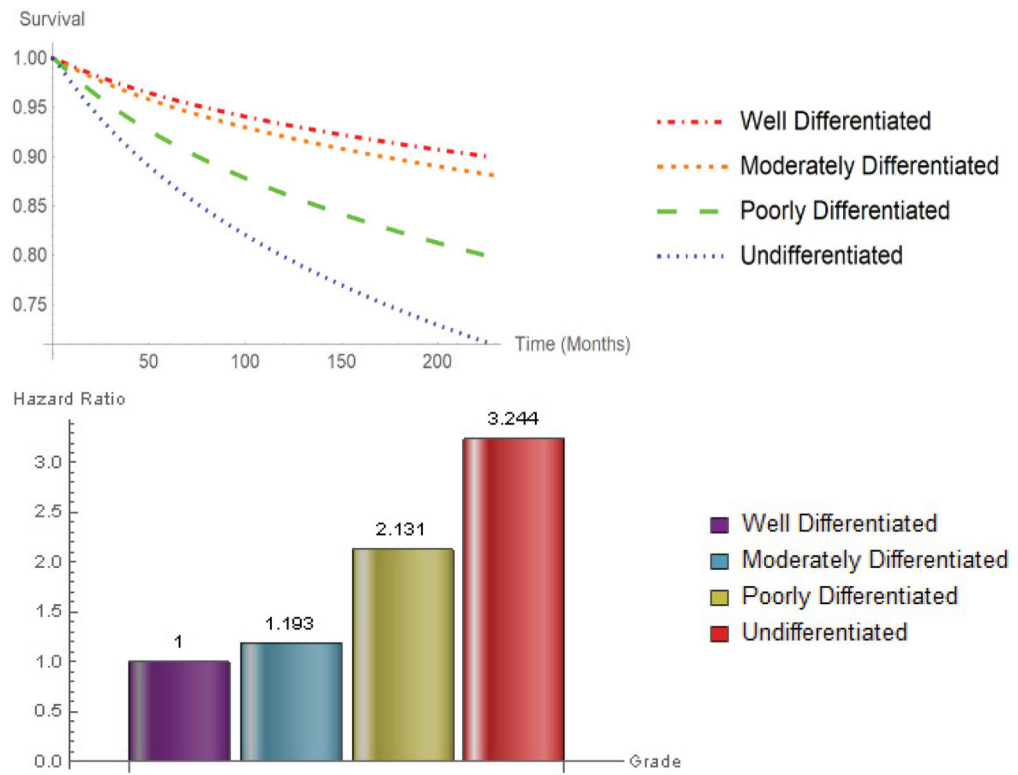 Survival
1.00
0.95
0.90
0.85
0.80
0.75
50 100 150 200
Time (Months)
Well Differentiated
Moderately Differentiated
Poorly Differentiated
Undifferentiated
Hazard Ratio
3.0
2.5
2.0
1.5
1.0
0.5
0.0
1
1.193
2.131
3.244
Grade
Well Differentiated
Moderately Differentiated
Poorly Differentiated
Undifferentiated